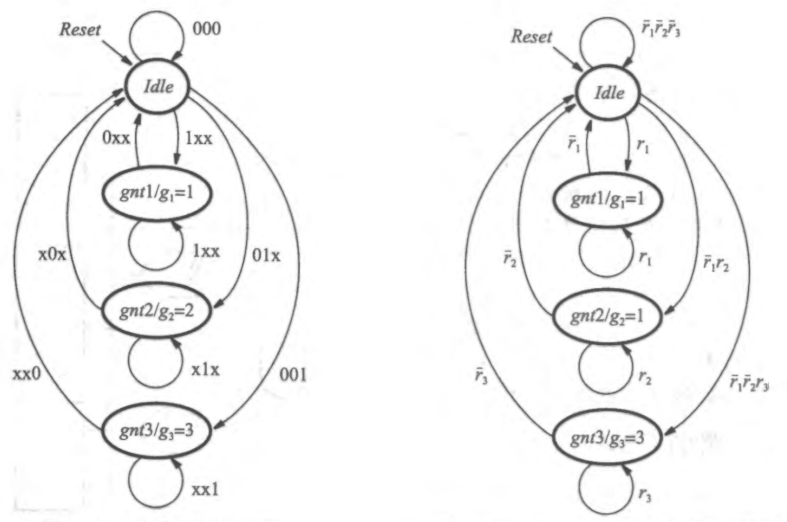 Reset
000
Idle
0xx
1xx
gnt1/g₁=1
1xx
x0x
01x
gnt2/g₂=2
x1x
xx0
001
gnt3/g₃=3
xx1
Reset
r̄₁r̄₂r̄₃
Idle
r̄₁
r₁
gnt1/g₁=1
r₁
r̄₂
r̄₁r₂
gnt2/g₂=1
r₂
r̄₃
r̄₁r̄₂r₃
gnt3/g₃=3
r₃